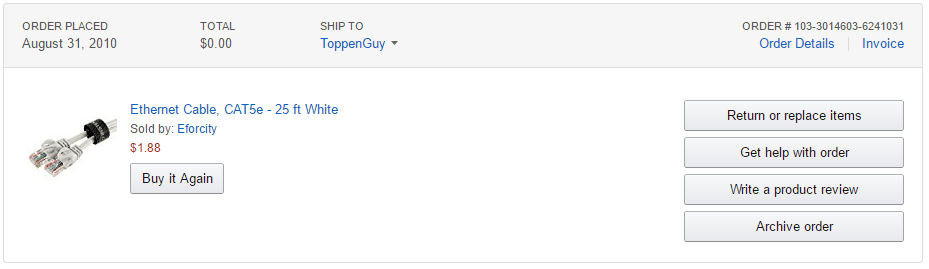 ORDER PLACED
August 31, 2010
TOTAL
$0.00
SHIP TO
ToppenGuy
ORDER # 103-3014603-6241031
Order Details
Invoice
Ethernet Cable, CAT5e - 25 ft White
Sold by: Eforcity
$1.88
Buy it Again
Return or replace items
Get help with order
Write a product review
Archive order